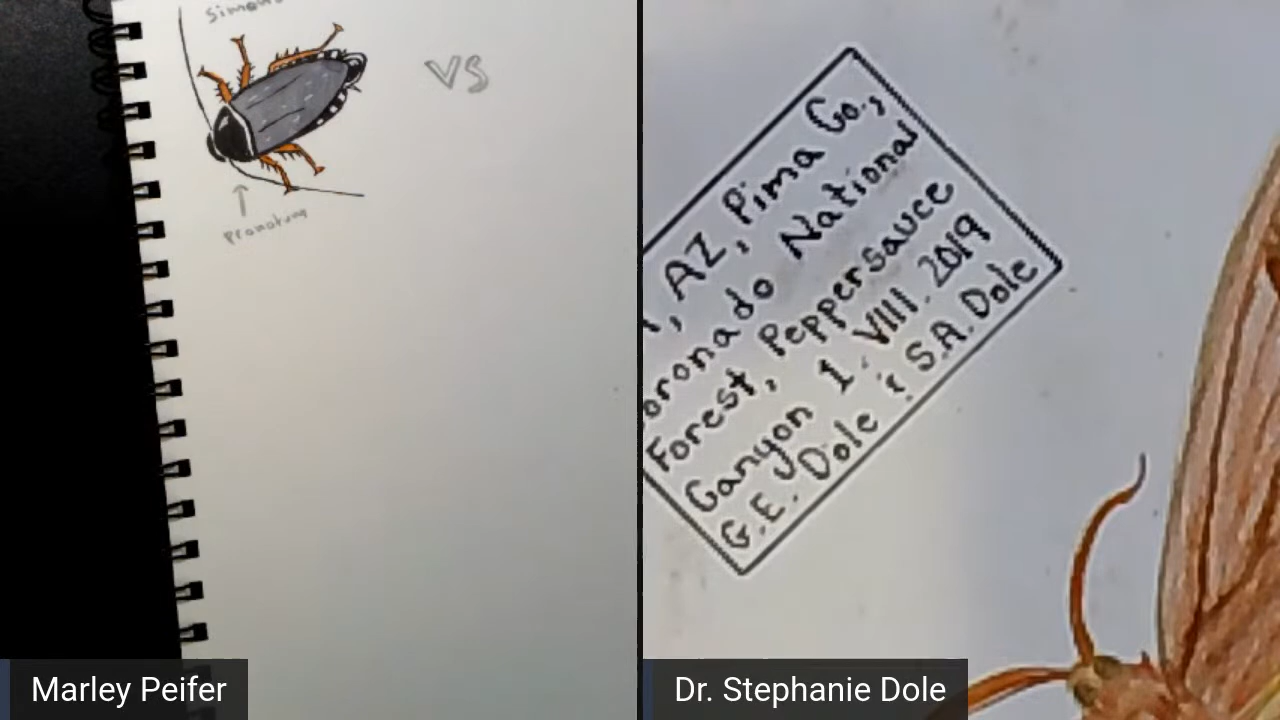 vs
pronotum
, AZ, Pima Co.,
oronado National
Forest, Peppersauce
Canyon 1. VIII. 2019
G.E. Dole & S.A. Dole
Marley Peifer
Dr. Stephanie Dole